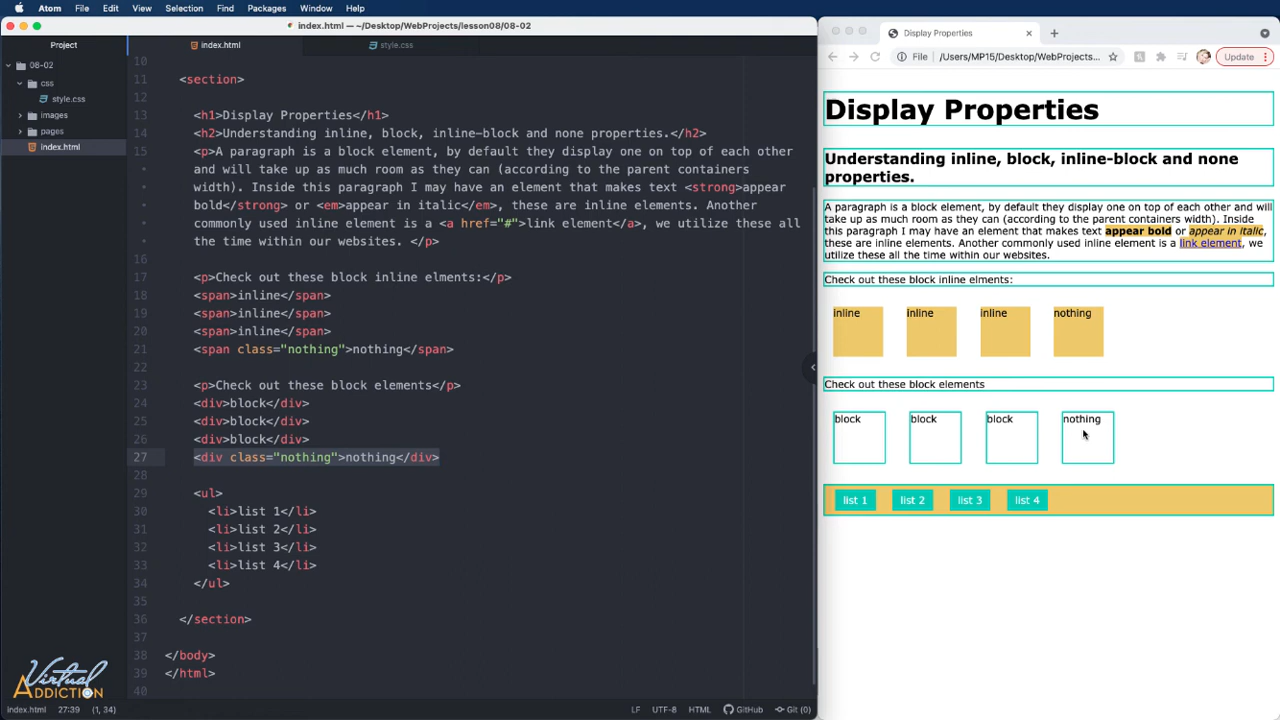 Atom File Edit View Selection Find Packages Window Help
index.html — ~/Desktop/WebProjects/lesson08/08-02
Project
08-02
css
style.css
images
pages
index.html
index.html
style.css
10
11 <section>
12
13 <h1>Display Properties</h1>
14 <h2>Understanding inline, block, inline-block and none properties.</h2>
15 <p>A paragraph is a block element, by default they display one on top of each other
and will take up as much room as they can (according to the parent containers
width). Inside this paragraph I may have an element that makes text <strong>appear
bold</strong> or <em>appear in italic</em>, these are inline elements. Another
commonly used inline element is a <a href="#">link element</a>, we utilize these all
the time within our websites. </p>
16
17 <p>Check out these block inline elments:</p>
18 <span>inline</span>
19 <span>inline</span>
20 <span>inline</span>
21 <span class="nothing">nothing</span>
22
23 <p>Check out these block elements</p>
24 <div>block</div>
25 <div>block</div>
26 <div>block</div>
27 <div class="nothing">nothing</div>
28
29 <ul>
30 <li>list 1</li>
31 <li>list 2</li>
32 <li>list 3</li>
33 <li>list 4</li>
34 </ul>
35
36 </section>
37
38 </body>
39 </html>
40
Virtual
ADDICTION
index.html 27:39 (1, 34) LF UTF-8 HTML GitHub Git (0)
Display Properties
File /Users/MP15/Desktop/WebProjects... Update
Display Properties
Understanding inline, block, inline-block and none
properties.
A paragraph is a block element, by default they display one on top of each other and will
take up as much room as they can (according to the parent containers width). Inside
this paragraph I may have an element that makes text appear bold or appear in italic,
these are inline elements. Another commonly used inline element is a link element, we
utilize these all the time within our websites.
Check out these block inline elments:
inline inline inline nothing
Check out these block elements
block block block nothing
list 1 list 2 list 3 list 4